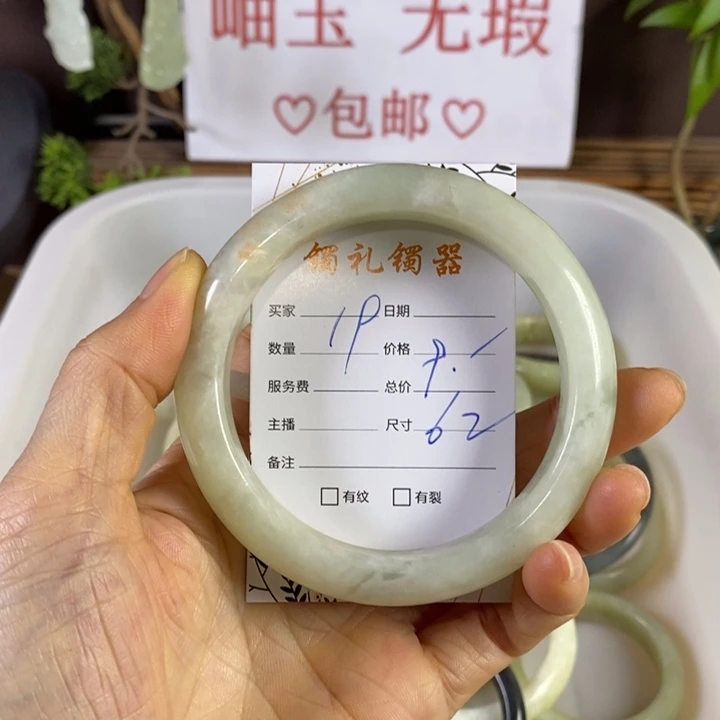 岫玉 无瑕
♡包邮♡
镯礼镯器
买家 日期
数量 价格
服务费 总价
主播 尺寸 62
备注
□有纹 □有裂